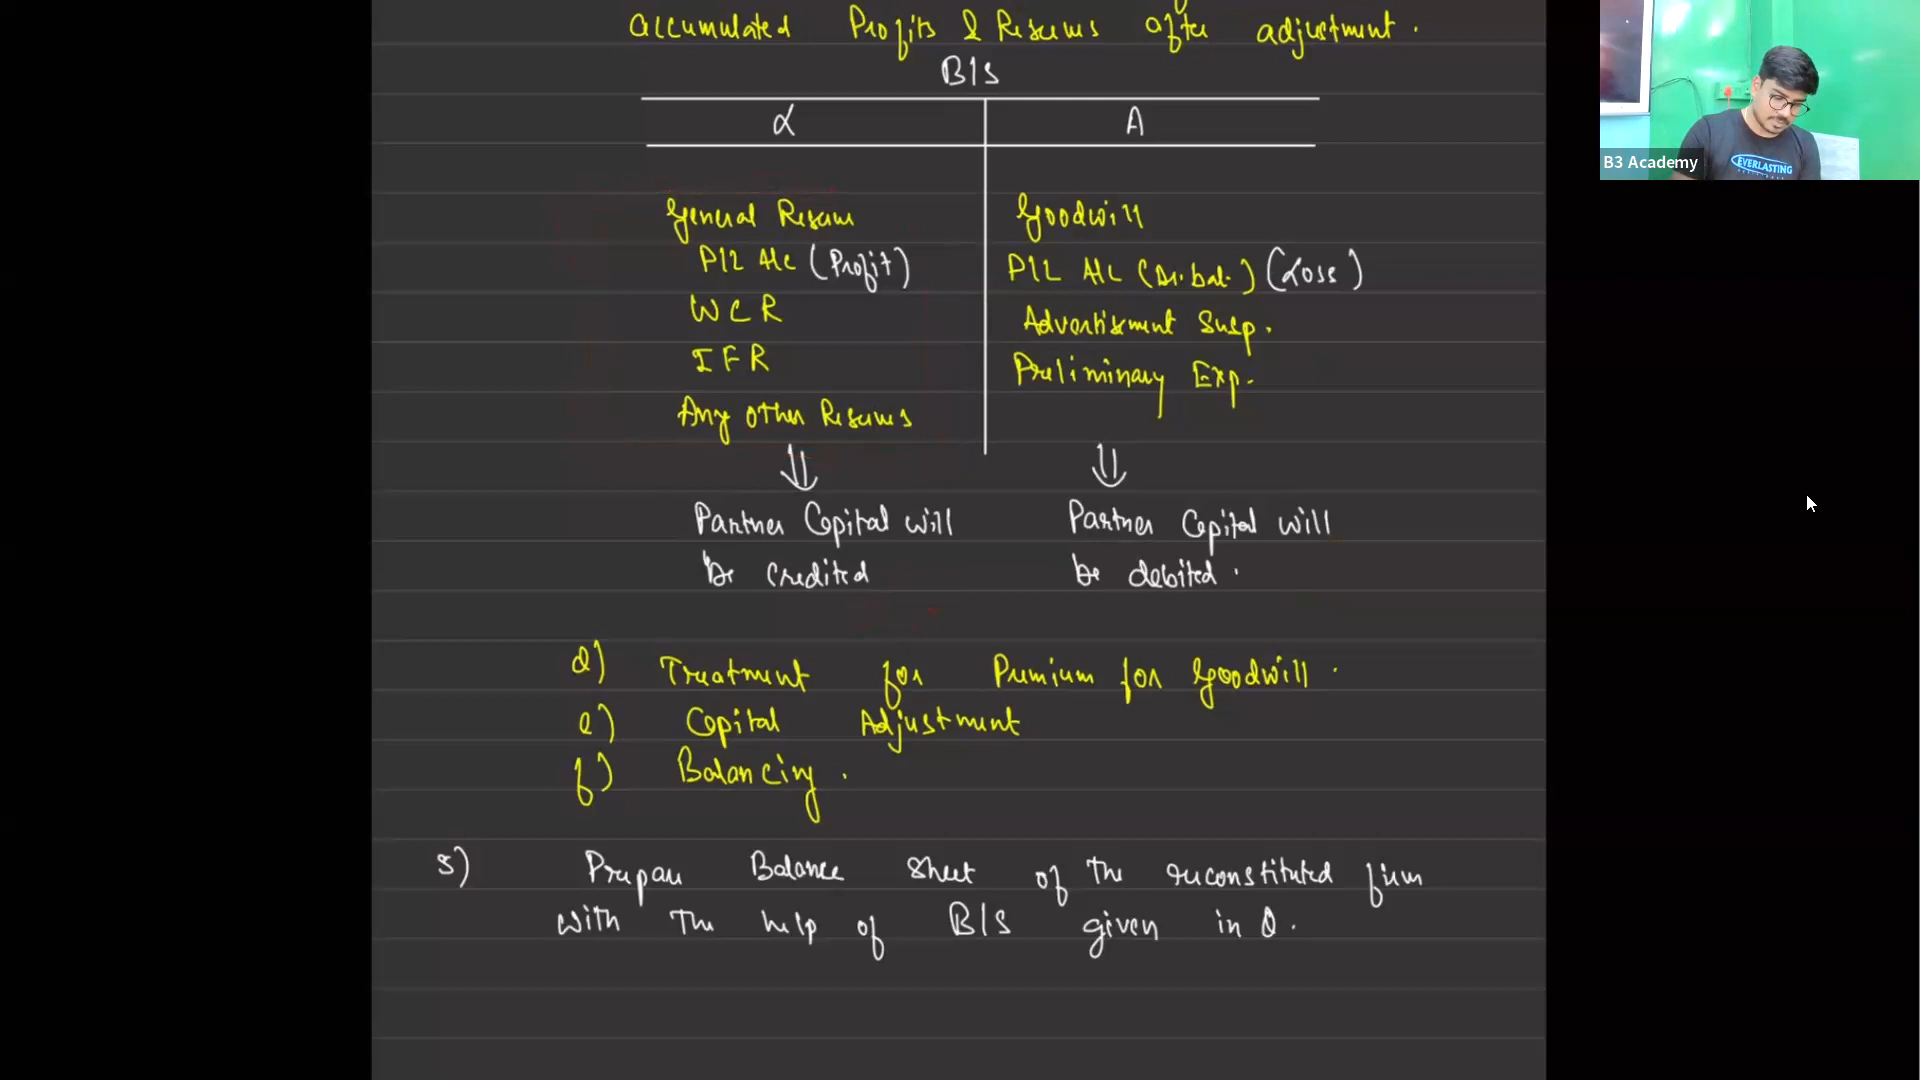 accumulated Profits & Reserves after adjustment.
B/S
L A
General Reserve Goodwill
P/L A/c (Profit) P/L A/c (Dr. bal.) (Loss)
WCR Advertisment Susp.
IFR Preliminary Exp.
Any other Reserves
Partner Capital will Partner Capital will
be credited be debited.
d) Treatment for Premium for Goodwill.
e) Capital Adjustment
f) Balancing.
5) Prepare Balance Sheet of the reconstituted firm
with the help of B/S given in Q.
B3 Academy
EVERLASTING